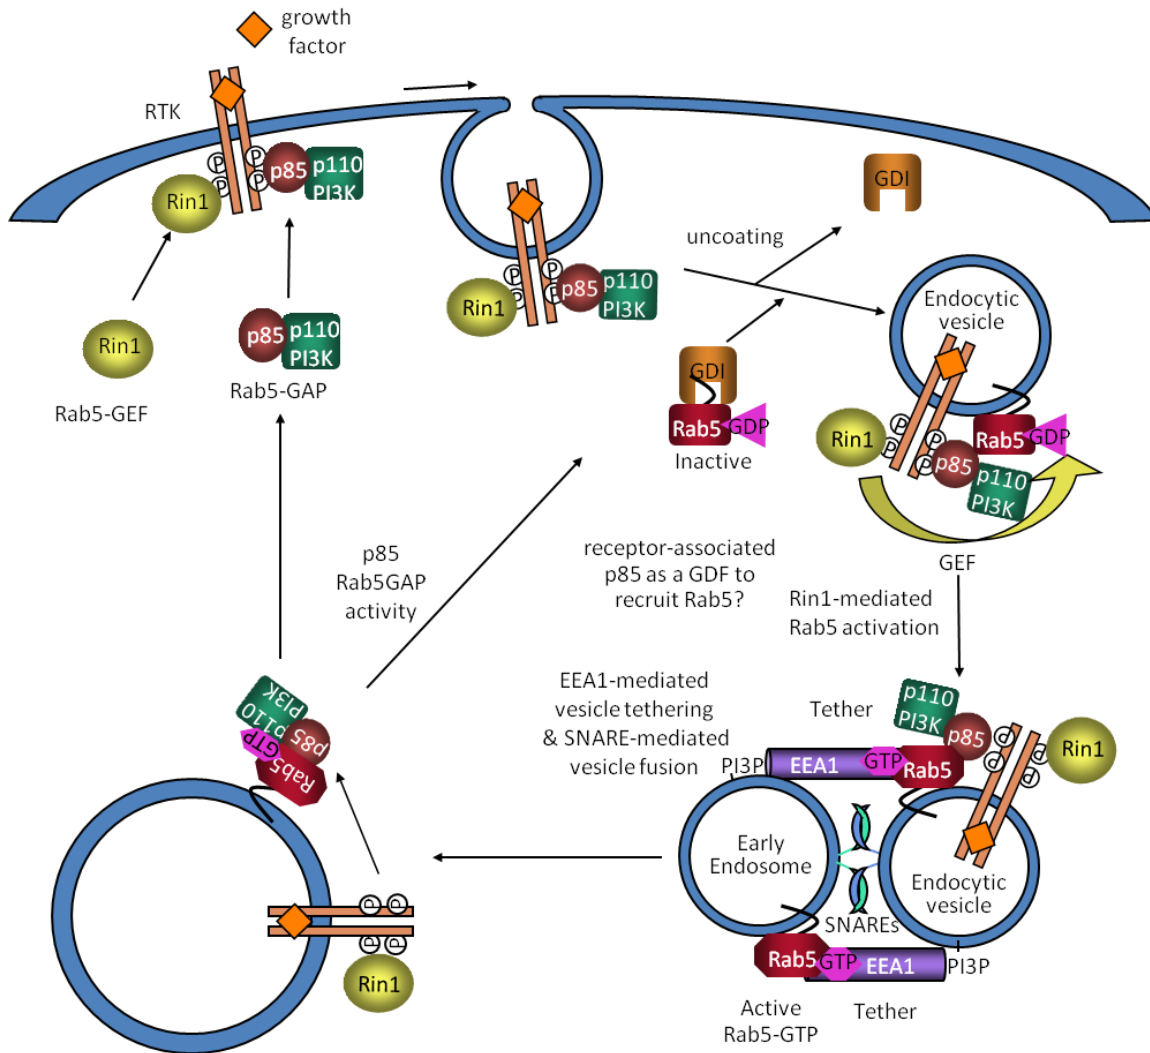 growth
factor
RTK
P
P
P
P
p85
p110
PI3K
Rin1
GDI
uncoating
P
P
P
P
Rin1
p85
p110
PI3K
Rin1
Rab5-GEF
p85
p110
PI3K
Rab5-GAP
GDI
Rab5
GDP
Inactive
Endocytic
vesicle
P
P
P
P
Rin1
p85
Rab5
GDP
p110
PI3K
GEF
p85
Rab5GAP
activity
receptor-associated
p85 as a GDF to
recruit Rab5?
Rin1-mediated
Rab5 activation
EEA1-mediated
vesicle tethering
& SNARE-mediated
vesicle fusion
Tether
p110
PI3K
p85
P
P
P
P
Rin1
PI3P
EEA1
GTP
Rab5
PI3K
p110
p85
GTP
Rab5
Early
Endosome
Endocytic
vesicle
SNAREs
P
P
P
P
Rin1
Rab5
GTP
EEA1
PI3P
Active
Rab5-GTP
Tether